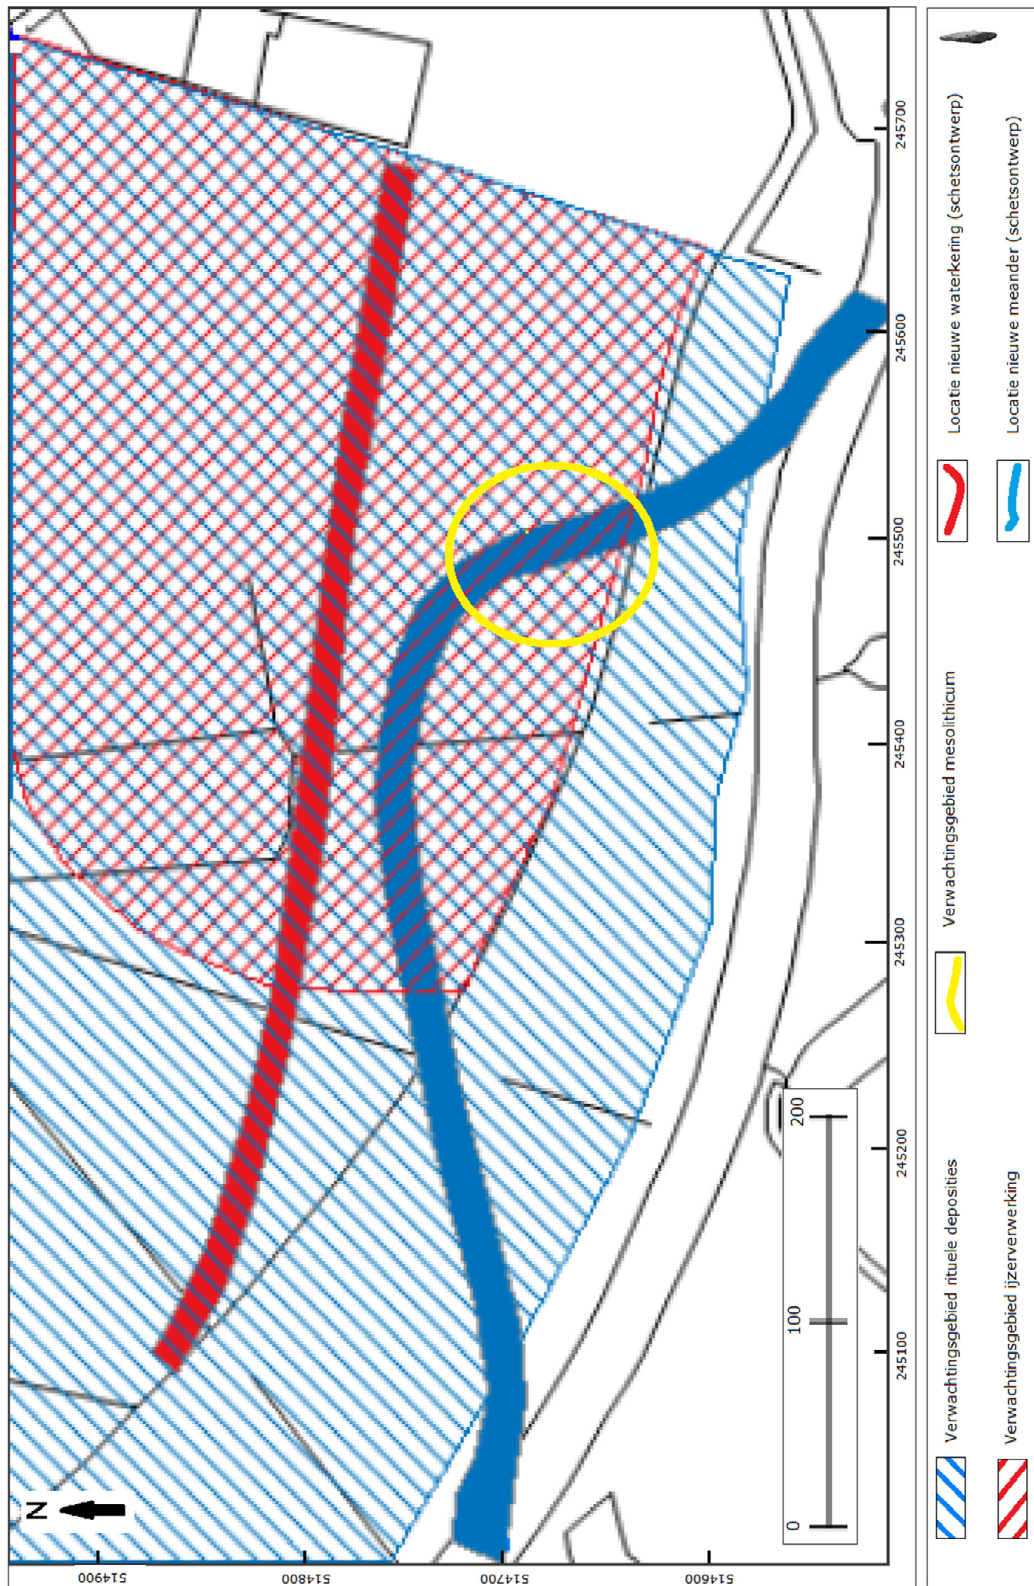 N
514900
514800
514700
514600
0
100
200
245100
245200
245300
245400
245500
245600
245700
Verwachtingsgebied rituele deposities
Verwachtingsgebied mesolithicum
Locatie nieuwe waterkering (schetsontwerp)
Verwachtingsgebied ijzerverwerking
Locatie nieuwe meander (schetsontwerp)